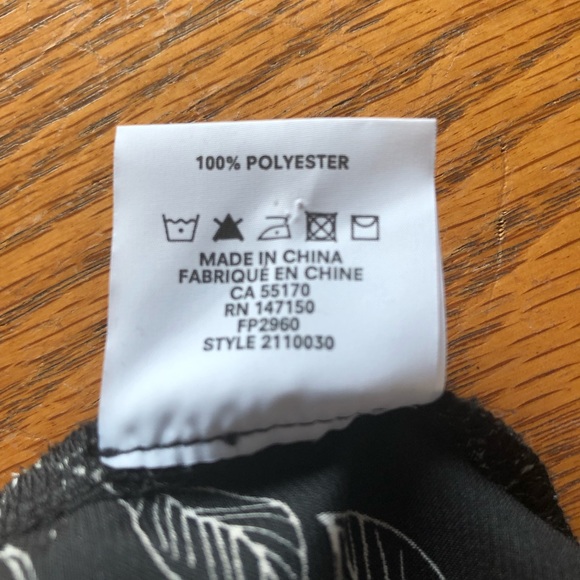 100% POLYESTER
MADE IN CHINA
FABRIQUÉ EN CHINE
CA 55170
RN 147150
FP2960
STYLE 2110030